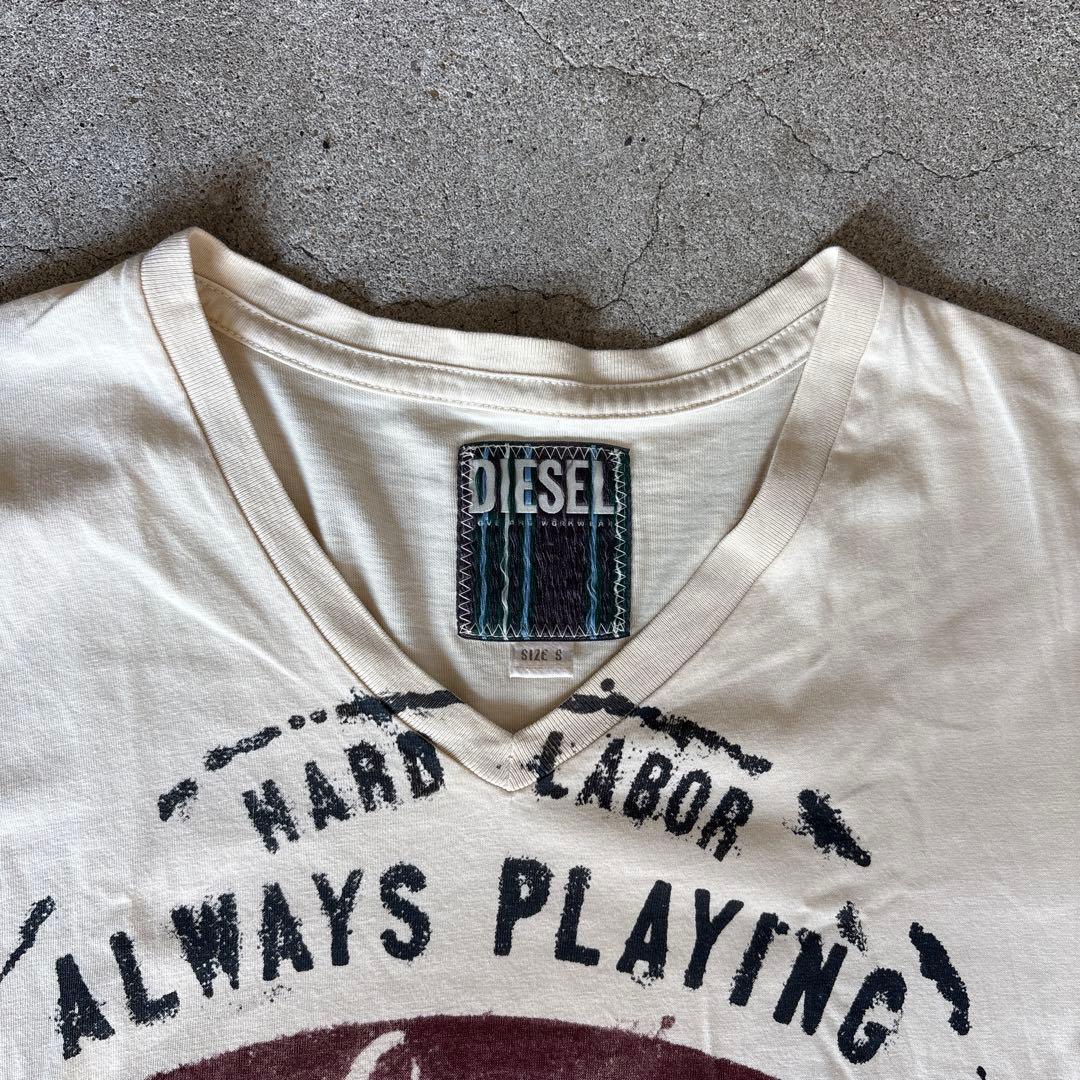 DIESEL
SIZE S
HARD LABOR
ALWAYS PLAYING